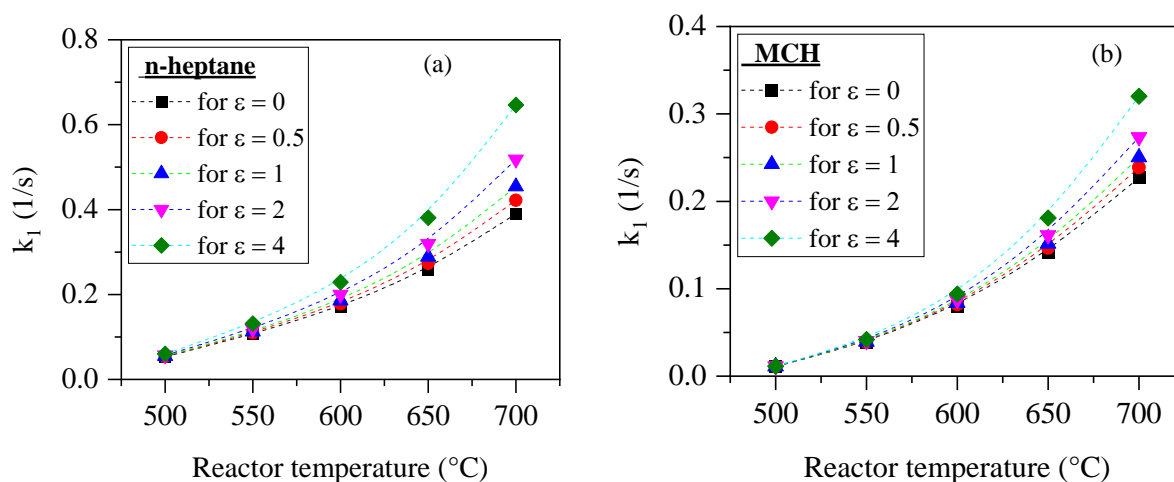 0.8
0.6
0.4
0.2
0.0
k₁ (1/s)
n-heptane
for ε = 0
for ε = 0.5
for ε = 1
for ε = 2
for ε = 4
(a)
500 550 600 650 700
Reactor temperature (°C)
0.4
0.3
0.2
0.1
0.0
k₁ (1/s)
MCH
for ε = 0
for ε = 0.5
for ε = 1
for ε = 2
for ε = 4
(b)
500 550 600 650 700
Reactor temperature (°C)